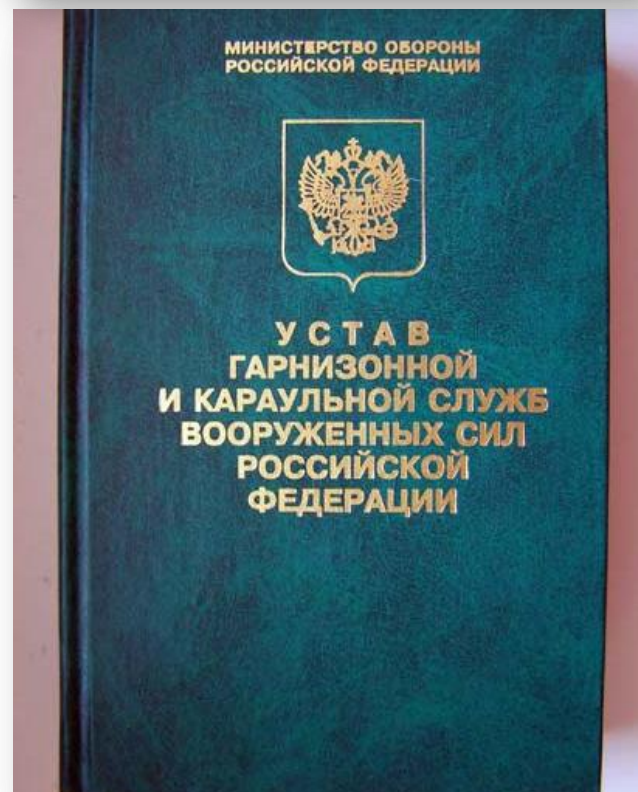 МИНИСТЕРСТВО ОБОРОНЫ
РОССИЙСКОЙ ФЕДЕРАЦИИ
УСТАВ
ГАРНИЗОННОЙ
И КАРАУЛЬНОЙ СЛУЖБ
ВООРУЖЕННЫХ СИЛ
РОССИЙСКОЙ
ФЕДЕРАЦИИ